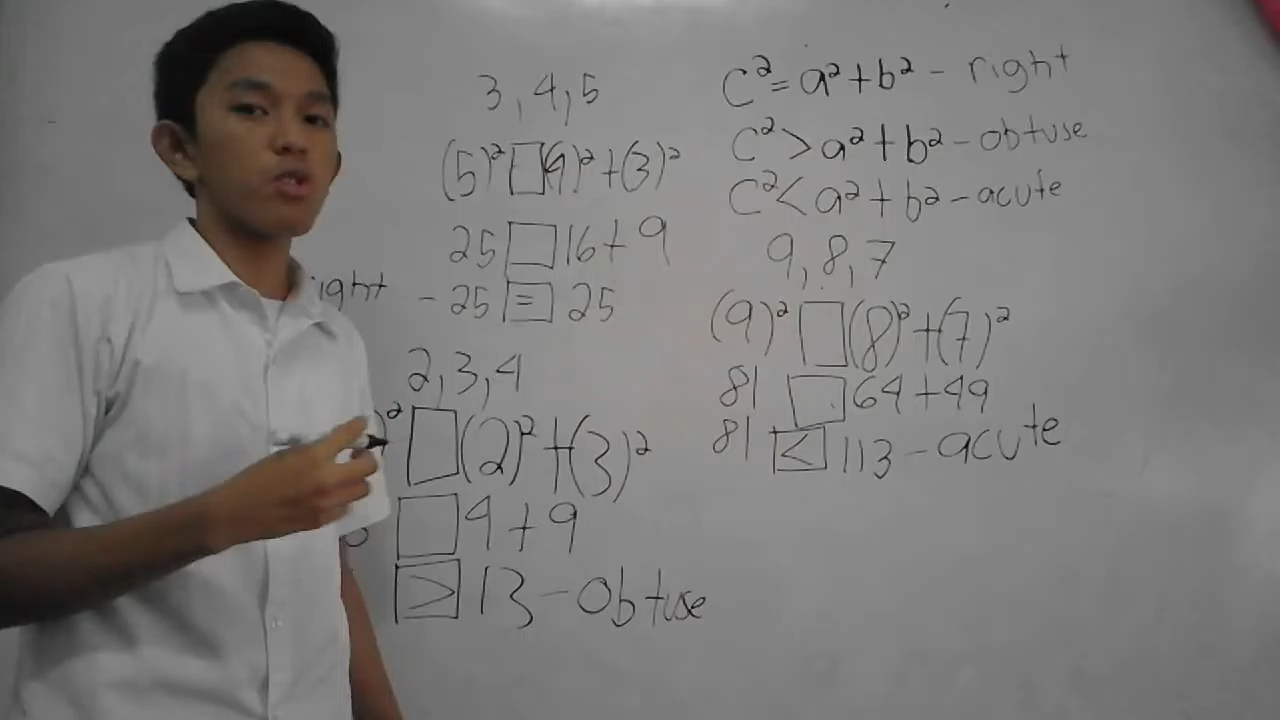 3, 4, 5
(5)² □ (4)² + (3)²
25 □ 16 + 9
ight - 25 = 25
2, 3, 4
)² □ (2)² + (3)²
□ 4 + 9
> 13 - obtuse
c² = a² + b² - right
c² > a² + b² - obtuse
c² < a² + b² - acute
9, 8, 7
(9)² □ (8)² + (7)²
81 □ 64 + 49
81 < 113 - acute